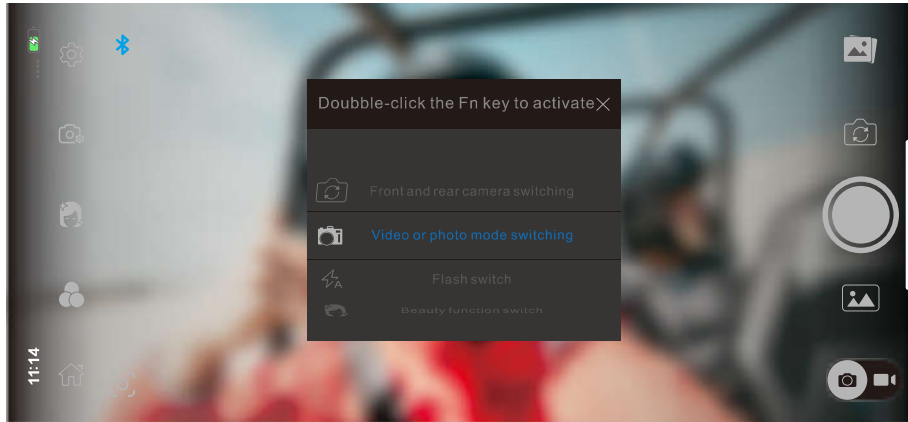 Doubble-click the Fn key to activate
Front and rear camera switching
Video or photo mode switching
A
Flash switch
Beauty function switch
11:14